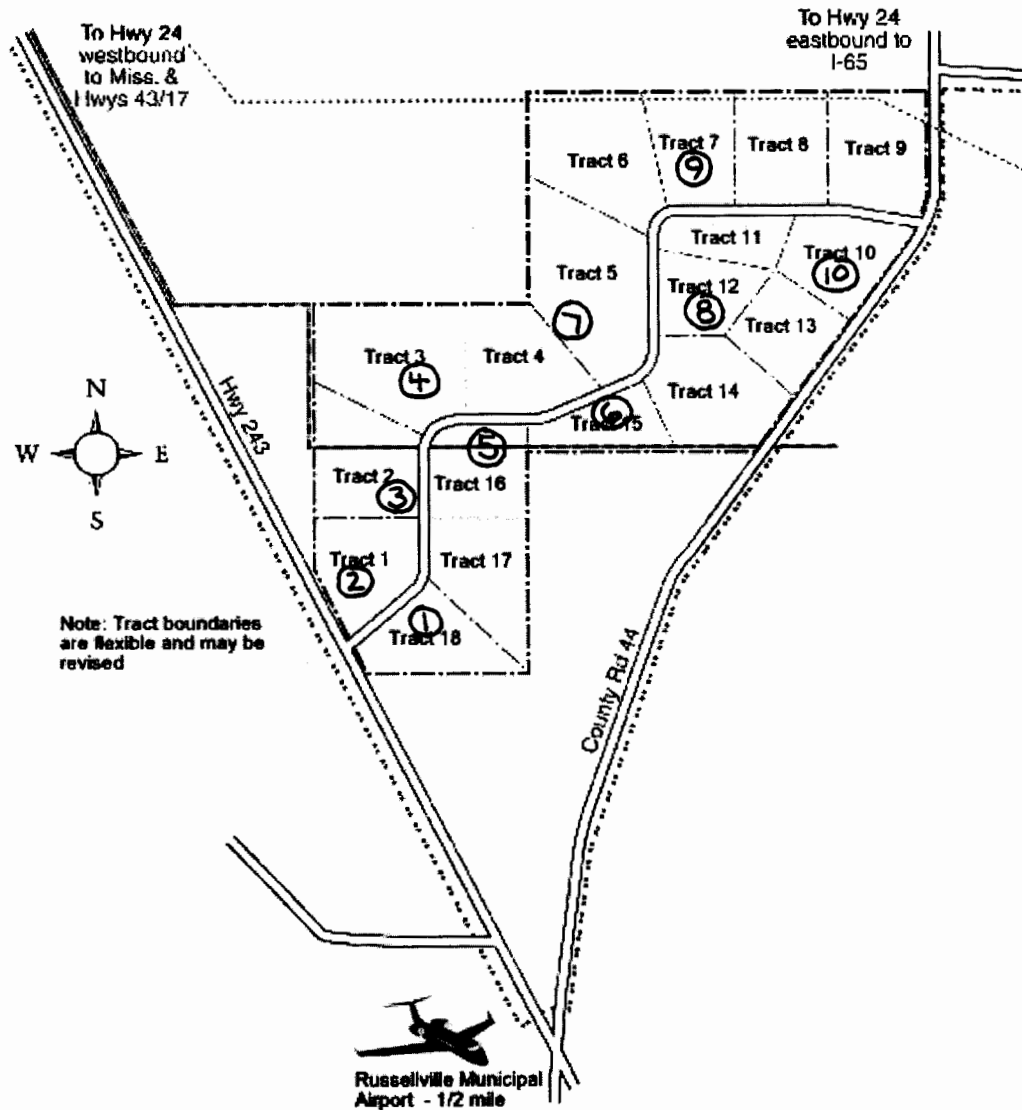 To Hwy 24
westbound
to Miss. &
Hwys 43/17
To Hwy 24
eastbound to
I-65
Tract 6
Tract 7
9
Tract 8
Tract 9
Tract 11
Tract 10
10
Tract 5
7
Tract 12
8
Tract 13
Tract 3
4
Tract 4
Tract 14
6
Tract 15
Hwy 243
N
W
E
S
5
Tract 2
3
Tract 16
Tract 1
2
Tract 17
1
Tract 18
Note: Tract boundaries
are flexible and may be
revised
County Rd 44
Russellville Municipal
Airport - 1/2 mile